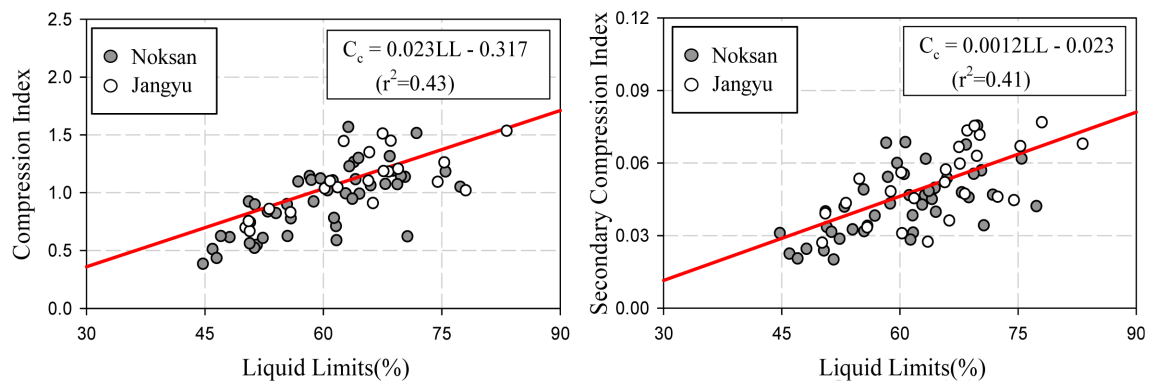 2.5
2.0
1.5
1.0
0.5
0.0
Compression Index
Noksan
Jangyu
C_c = 0.023LL - 0.317
(r²=0.43)
30 45 60 75 90
Liquid Limits(%)
0.12
0.09
0.06
0.03
0.00
Secondary Compression Index
Noksan
Jangyu
C_c = 0.0012LL - 0.023
(r²=0.41)
30 45 60 75 90
Liquid Limits(%)